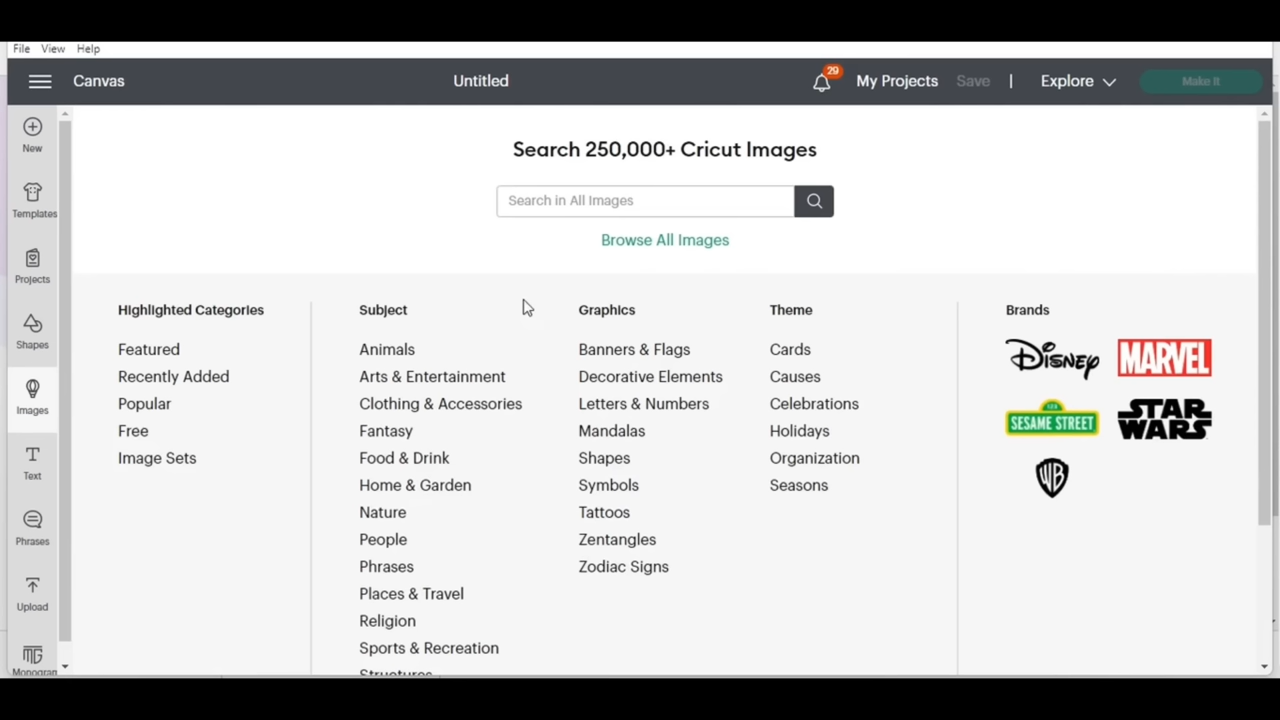 File View Help
Canvas
Untitled
29
My Projects
Save
|
Explore
Make It
New
Templates
Projects
Shapes
Images
Text
Phrases
Upload
Monogram
Search 250,000+ Cricut Images
Search in All Images
Browse All Images
Highlighted Categories
Featured
Recently Added
Popular
Free
Image Sets
Subject
Animals
Arts & Entertainment
Clothing & Accessories
Fantasy
Food & Drink
Home & Garden
Nature
People
Phrases
Places & Travel
Religion
Sports & Recreation
Structures
Graphics
Banners & Flags
Decorative Elements
Letters & Numbers
Mandalas
Shapes
Symbols
Tattoos
Zentangles
Zodiac Signs
Theme
Cards
Causes
Celebrations
Holidays
Organization
Seasons
Brands
Disney
MARVEL
123
SESAME STREET
STAR
WARS
WB